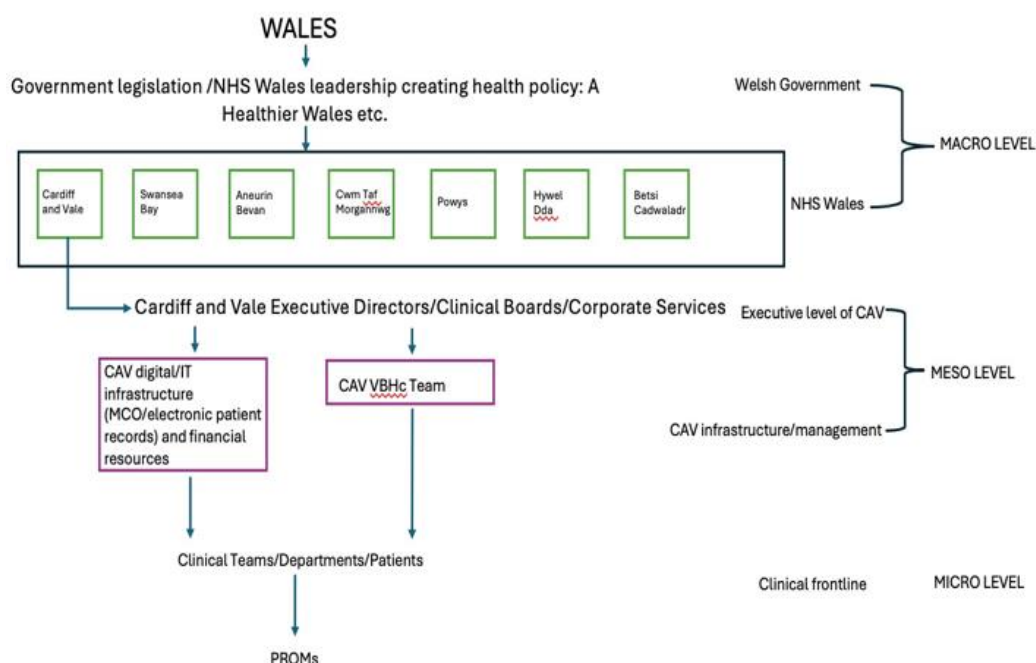 WALES
Government legislation /NHS Wales leadership creating health policy: A
Healthier Wales etc.
Welsh Government
MACRO LEVEL
NHS Wales
Cardiff
and Vale
Swansea
Bay
Aneurin
Bevan
Cwm Taf
Morgannwg
Powys
Hywel
Dda
Betsi
Cadwaladr
Cardiff and Vale Executive Directors/Clinical Boards/Corporate Services
Executive level of CAV
MESO LEVEL
CAV infrastructure/management
CAV digital/IT
infrastructure
(MCO/electronic patient
records) and financial
resources
CAV VBHc Team
Clinical Teams/Departments/Patients
Clinical frontline
MICRO LEVEL
PROMs